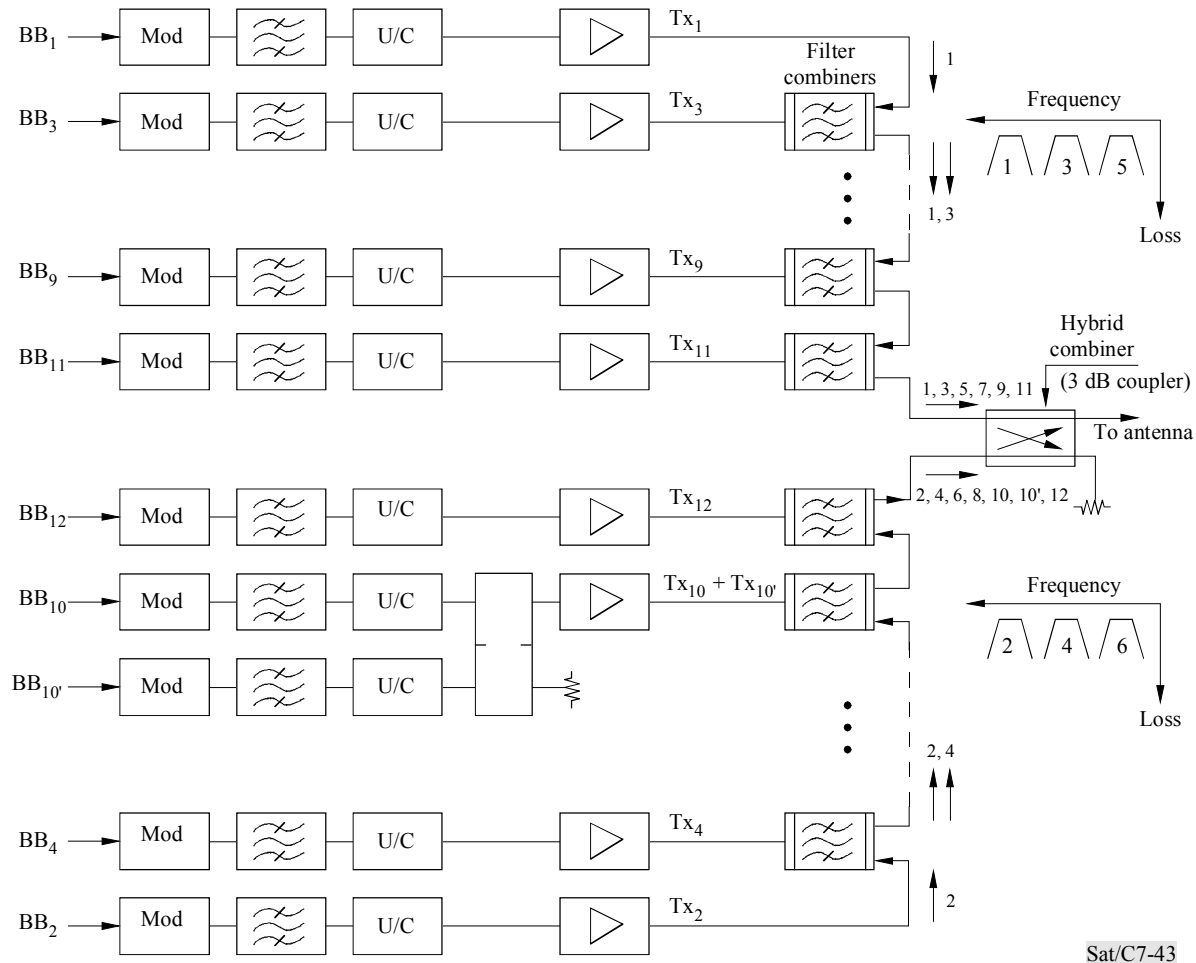 BB1 Mod U/C Tx1
Filter
combiners
1
BB3 Mod U/C Tx3
Frequency
1 3 5
1, 3
Loss
BB9 Mod U/C Tx9
BB11 Mod U/C Tx11
Hybrid
combiner
(3 dB coupler)
1, 3, 5, 7, 9, 11
To antenna
2, 4, 6, 8, 10, 10', 12
BB12 Mod U/C Tx12
BB10 Mod U/C Tx10 + Tx10'
Frequency
2 4 6
BB10' Mod U/C
Loss
2, 4
BB4 Mod U/C Tx4
BB2 Mod U/C Tx2
2
Sat/C7-43